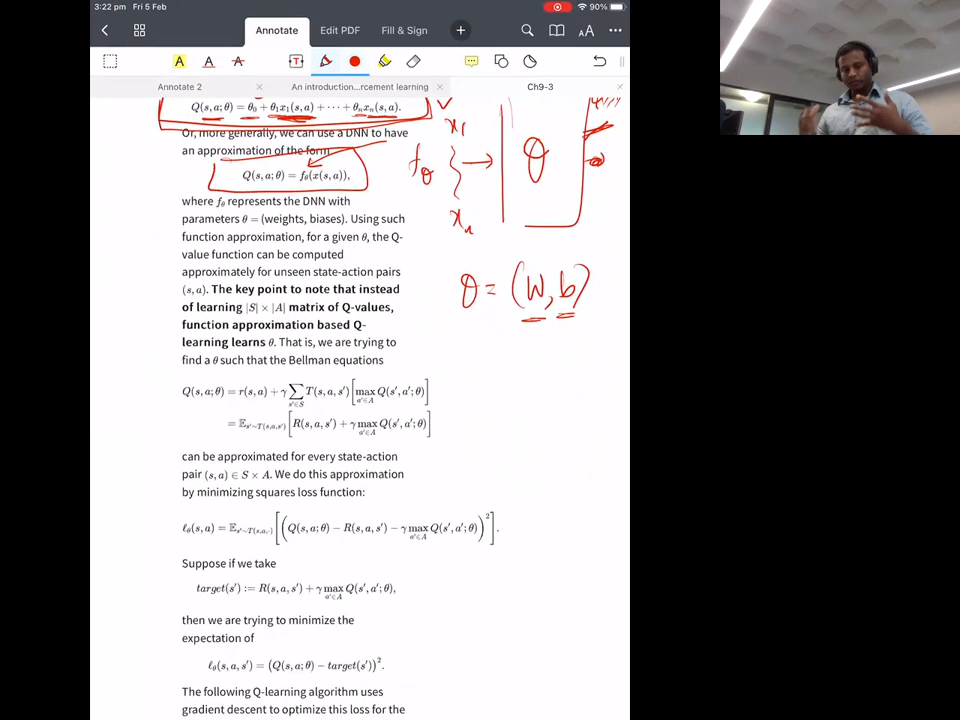 3:22 pm Fri 5 Feb
90%
Annotate
Edit PDF
Fill & Sign
AA
Annotate 2
An introduction...rcement learning
Ch9-3
Q(s, a; θ) = θ₀ + θ₁x₁(s, a) + ··· + θₙxₙ(s, a).
Or, more generally, we can use a DNN to have
an approximation of the form
Q(s, a; θ) = f_θ(x(s, a)),
where f_θ represents the DNN with
parameters θ = (weights, biases). Using such
function approximation, for a given θ, the Q-
value function can be computed
approximately for unseen state-action pairs
(s, a). The key point to note that instead
of learning |S| × |A| matrix of Q-values,
function approximation based Q-
learning learns θ. That is, we are trying to
find a θ such that the Bellman equations
Q(s, a; θ) = r(s, a) + γ ∑_{s'∈S} T(s, a, s') [max_{a'∈A} Q(s', a'; θ)]
= 𝔼_{s'∼T(s,a,s')} [R(s, a, s') + γ max_{a'∈A} Q(s', a'; θ)]
can be approximated for every state-action
pair (s, a) ∈ S × A. We do this approximation
by minimizing squares loss function:
ℓ_θ(s, a) = 𝔼_{s'∼T(s,a,·)} [(Q(s, a; θ) − R(s, a, s') − γ max_{a'∈A} Q(s', a'; θ))²].
Suppose if we take
target(s') := R(s, a, s') + γ max_{a'∈A} Q(s', a'; θ),
then we are trying to minimize the
expectation of
ℓ_θ(s, a, s') = (Q(s, a; θ) − target(s'))².
The following Q-learning algorithm uses
gradient descent to optimize this loss for the
x₁
f_θ
θ
xₙ
θ = (W, b)